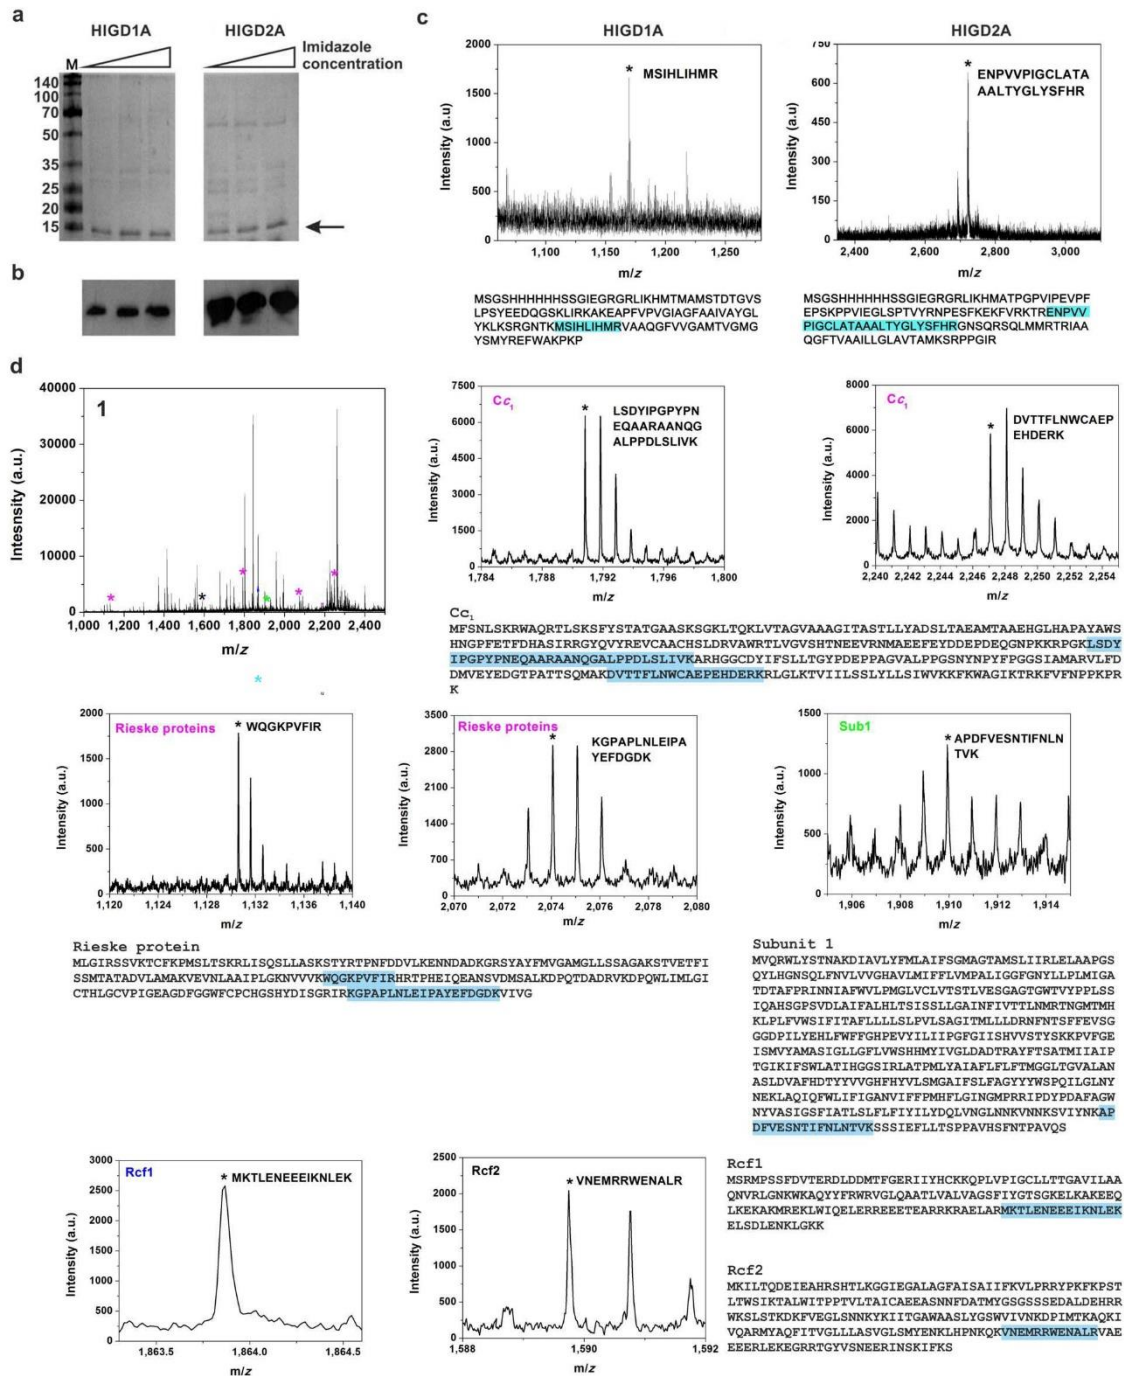 a
HIGD1A
HIGD2A
Imidazole
concentration
M
140
100
70
50
35
25
20
15
b
c
HIGD1A
HIGD2A
Intensity (a.u)
2000
1500
1000
500
0
*
MSIHLIHMR
1,100
1,150
1,200
1,250
m/z
Intensity (a.u.)
750
600
450
300
150
0
*
ENPVVPIGCLATA
AALTYGLYSFHR
2,400
2,600
2,800
3,000
m/z
MSGSHHHHHHSSGIEGRGRLIKHMTMAMSTDTGVS
LPSYEEDQGSKLIRKAKEAPFVPVGIAGFAAIVAYGL
YKLKSRGNTKMSIHLIHMRVAAQGFVVGAMTVGMG
YSMYREFWAKPKP
MSGSHHHHHHSSGIEGRGRLIKHMATPGPVIPEVPF
EPSKPPVIEGLSPTVYRNPESFKEKFVRKTRENPVV
PIGCLATAAALTYGLYSFHRGNSQRSQLMMRTRIAA
QGFTVAAILLGLAVTAMKSRPPGIR
d
1
Intesnsity (a.u.)
40000
30000
20000
10000
0
*
*
*
*
*
*
1,000
1,200
1,400
1,600
1,800
2,000
2,200
2,400
m/z
*
Cc1
Intensity (a.u.)
7500
6000
4500
3000
1500
0
*
LSDYIPGPYPN
EQAARAANQG
ALPPDLSLIVK
1,784
1,788
1,792
1,796
1,800
m/z
Cc1
Intensity (a.u.)
8000
6000
4000
2000
0
*
DVTTFLNWCAEP
EHDERK
2,240
2,242
2,244
2,246
2,248
2,250
2,252
2,254
m/z
Cc1
MFSNLSKRWAQRTLSKSFYSTATGAASKSGKLTQKLVTAGVAAAGITASTLLYADSLTAEAMTAAEHGLHAPAYAWS
HNGPFETFDHASIRRGYQVYREVCAACHSLDRVAWRTLVGVSHTNEEVRNMAEEFEYDDEPDEQGNPKKRPGKLSDY
IPGPYPNEQAARAANQGALPPDLSLIVKARHGGCDYIFSLLTGYPDEPPAGVALPPGSNYNPYFPGGSIAMARVLFD
DMVEYEDGTPATTSQMAKDVTTFLNWCAEPEHDERKRLGLKTVIILSSLYLLSIWVKKFKWAGIKTRKFVFNPPKPR
K
Rieske proteins
Intensity (a.u.)
2000
1500
1000
500
0
* WQGKPVFIR
1,120
1,124
1,128
1,132
1,136
1,140
m/z
Rieske proteins
Intensity (a.u.)
3500
2800
2100
1400
700
0
*
KGPAPLNLEIPA
YEFDGDK
2,070
2,072
2,074
2,076
2,078
2,080
m/z
Sub1
Intensity (a.u.)
1500
1000
500
0
* APDFVESNTIFNLN
TVK
1,906
1,908
1,910
1,912
1,914
m/z
Rieske protein
MLGIRSSVKTCFKPMSLTSKRLISQSLLASKSTYRTPNFDDVLKENNDADKGRSYAYFMVGAMGLLSSAGAKSTVETFI
SSMTATADVLAMAKVEVNLAAIPLGKNVVVKWQGKPVFIRHRTPHEIQEANSVDMSALKDPQTDADRVKDPQWLIMLGI
CTHLGCVPIGEAGDFGGWFCPCHGSHYDISGRIRKGPAPLNLEIPAYEFDGDKVIVG
Subunit 1
MVQRWLYSTNAKDIAVLYFMLAIFSGMAGTAMSLIIRLELAAPGS
QYLHGNSQLFNVLVVGHAVLMIFFLVMPALIGGFGNYLLPLMIGA
TDTAFPRINNIAFWVLPMGLVCLVTSTLVESGAGTGWTVYPPLSS
IQAHSGPSVDLAIFALHLTSISSLLGAINFIVTTLNMRTNGMTMH
KLPLFVWSIFITAFLLLLSLPVLSAGITMLLLDRNFNTSFFEVSG
GGDPILYEHLFWFFGHPEVYILIIPGFGIISHVVSTYSKKPVFGE
ISMVYAMASIGLLGFLVWSHHMYIVGLDADTRAYFTSATMIIAIP
TGIKIFSWLATIHGGSIRLATPMLYAIAFLFLFTMGGLTGVALAN
ASLDVAFHDTYYVVGHFHYVLSMGAIFSLFAGYYYWSPQILGLNY
NEKLAQIQFWLIFIGANVIFFPMHFLGINGMPRRIPDYPDAFAGW
NYVASIGSFIATLSLFLFIYILYDQLVNGLNNKVNNKSVIYNKAP
DFVESNTIFNLNTVKSSSIEFLLTSPPAVHSFNTPAVQS
Rcf1
Intensity (a.u.)
3000
2500
2000
1500
1000
500
0
* MKTLENEEEIKNLEK
1,863.5
1,864.0
1,864.5
m/z
Rcf2
Intensity (a.u.)
2500
2000
1500
1000
500
0
* VNEMRRWENALR
1,588
1,590
1,592
m/z
Rcf1
MSRMPSSFDVTERDLDDMTFGERIIYHCKKQPLVPIGCLLTTGAVILAA
QNVRLGNKWKAQYYFRWRVGLQAATLVALVAGSFIYGTSGKELKAKEEQ
LKEKAKMREKLWIQELERREEETEARRKRAELARMKTLENEEEIKNLEK
ELSDLENKLGKK
Rcf2
MKILTQDEIEAHRSHTLKGGIEGALAGFAISAIIFKVLPRRYPKFKPST
LTWSIKTALWITPPTVLTAICAEEASNNFDATMYGSGSSSEDALDEHRR
WKSLSTKDKFVEGLSNNKYKIITGAWAASLYGSWVIVNKDPIMTKAQKI
VQARMYAQFITVGLLLASVGLSMYENKLHPNKQKVNEMRRWENALRVAE
EEERLEKEGRRTGYVSNEERINSKIFKS